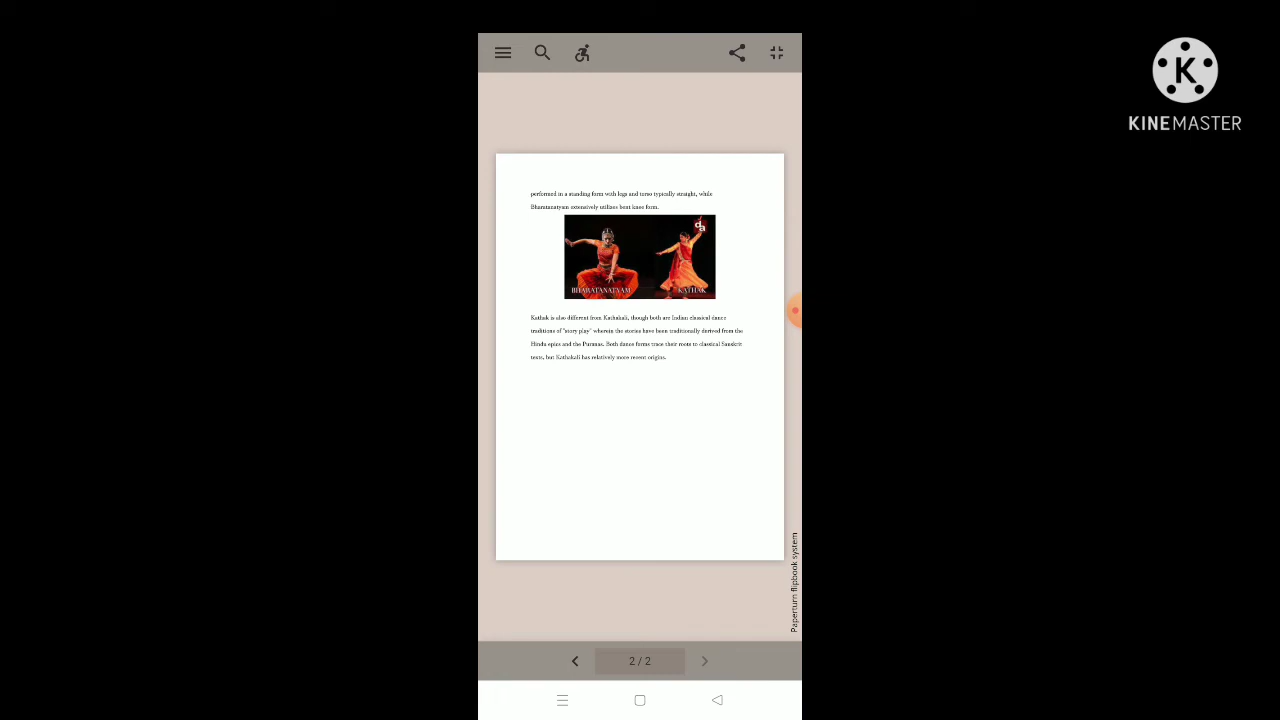 K
KINEMASTER
performed in a standing form with legs and torso typically straight, while
Bharatanatyam extensively utilizes bent knee form.
da
BHARATANATYAM
KATHAK
Kathak is also different from Kathakali, though both are Indian classical dance
traditions of "story play" wherein the stories have been traditionally derived from the
Hindu epics and the Puranas. Both dance forms trace their roots to classical Sanskrit
texts, but Kathakali has relatively more recent origins.
Paperturn flipbook system
2 / 2